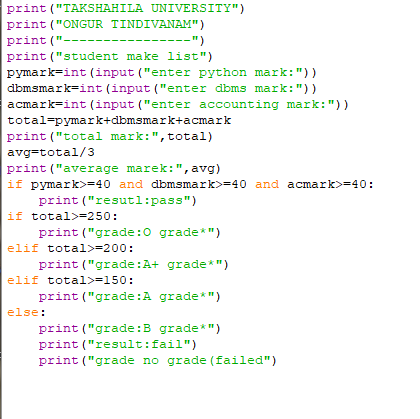 print("TAKSHAHILA UNIVERSITY")
print("ONGUR TINDIVANAM")
print("----------------")
print("student make list")
pymark=int(input("enter python mark:"))
dbmsmark=int(input("enter dbms mark:"))
acmark=int(input("enter accounting mark:"))
total=pymark+dbmsmark+acmark
print("total mark:",total)
avg=total/3
print("average marek:",avg)
if pymark>=40 and dbmsmark>=40 and acmark>=40:
    print("resutl:pass")
if total>=250:
    print("grade:O grade*")
elif total>=200:
    print("grade:A+ grade*")
elif total>=150:
    print("grade:A grade*")
else:
    print("grade:B grade*")
    print("result:fail")
    print("grade no grade(failed")